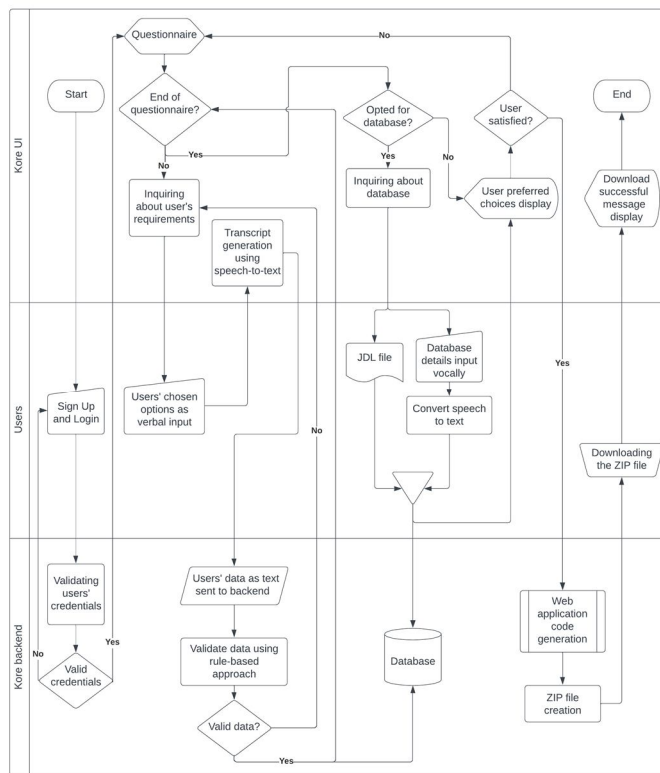 Kore UI
Start
Questionnaire
End of
questionnaire?
Yes
No
Inquiring
about user's
requirements
Transcript
generation
using
speech-to-text
No
Opted for
database?
Yes
No
Inquiring about
database
User
satisfied?
User preferred
choices display
End
Download
successful
message
display
Users
Sign Up
and Login
Users' chosen
options as
verbal input
No
JDL file
Database
details input
vocally
Convert speech
to text
Yes
Downloading
the ZIP file
Kore backend
Validating
users'
credentials
Yes
No
Valid
credentials
Users' data as text
sent to backend
Validate data using
rule-based
approach
Valid data?
Yes
Database
Web
application
code
generation
ZIP file
creation